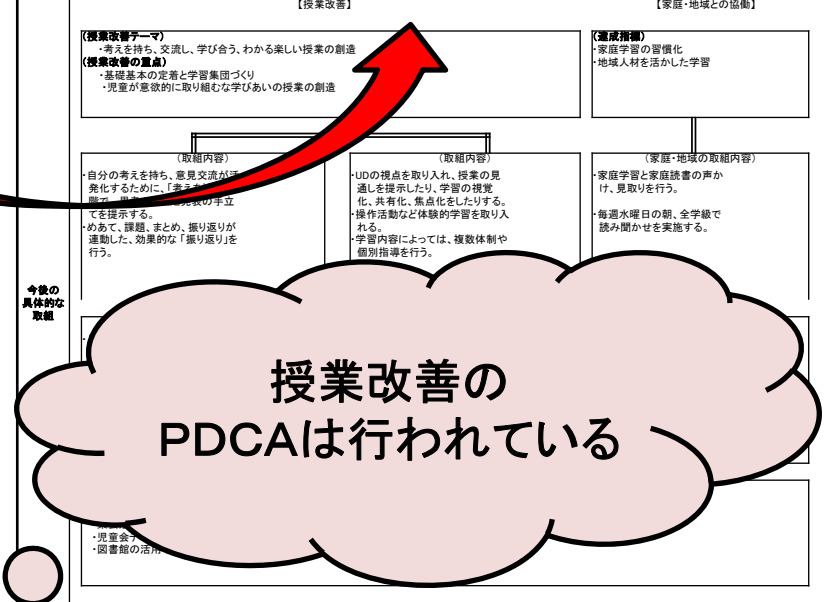 【授業改善】
【家庭・地域との協働】
(授業改善テーマ)
・考えを持ち、交流し、学び合う、わかる楽しい授業の創造
(授業改善の重点)
・基礎基本の定着と学習集団づくり
・児童が意欲的に取り組むな学びあいの授業の創造
(達成指標)
・家庭学習の習慣化
・地域人材を活かした学習
(取組内容)
・自分の考えを持ち、意見交流が活
発化するために、「考え
階で、
発表の手立
てを提示する。
・めあて、課題、まとめ、振り返りが
連動した、効果的な「振り返り」を
行う。
(取組内容)
・UDの視点を取り入れ、授業の見
通しを提示したり、学習の視覚
化、共有化、焦点化をしたりする。
・操作活動など体験的学習を取り入
れる。
・学習内容によっては、複数体制や
個別指導を行う。
(家庭・地域の取組内容)
・家庭学習と家庭読書の声か
け、見取りを行う。
・毎週水曜日の朝、全学級で
読み聞かせを実施する。
今後の
具体的な
取組
授業改善の
PDCAは行われている
・児童会
・図書館の活用